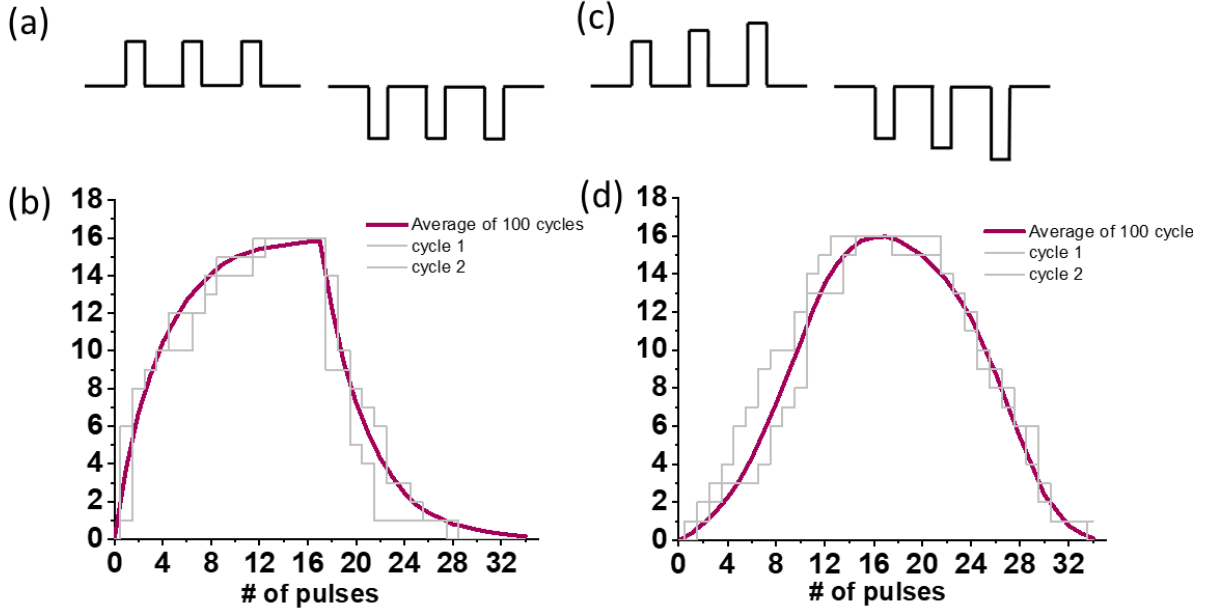 (a)
(c)
(b)
18
16
14
12
10
8
6
4
2
0
Average of 100 cycles
cycle 1
cycle 2
0 4 8 12 16 20 24 28 32
# of pulses
(d)
18
16
14
12
10
8
6
4
2
0
Average of 100 cycle
cycle 1
cycle 2
0 4 8 12 16 20 24 28 32
# of pulses